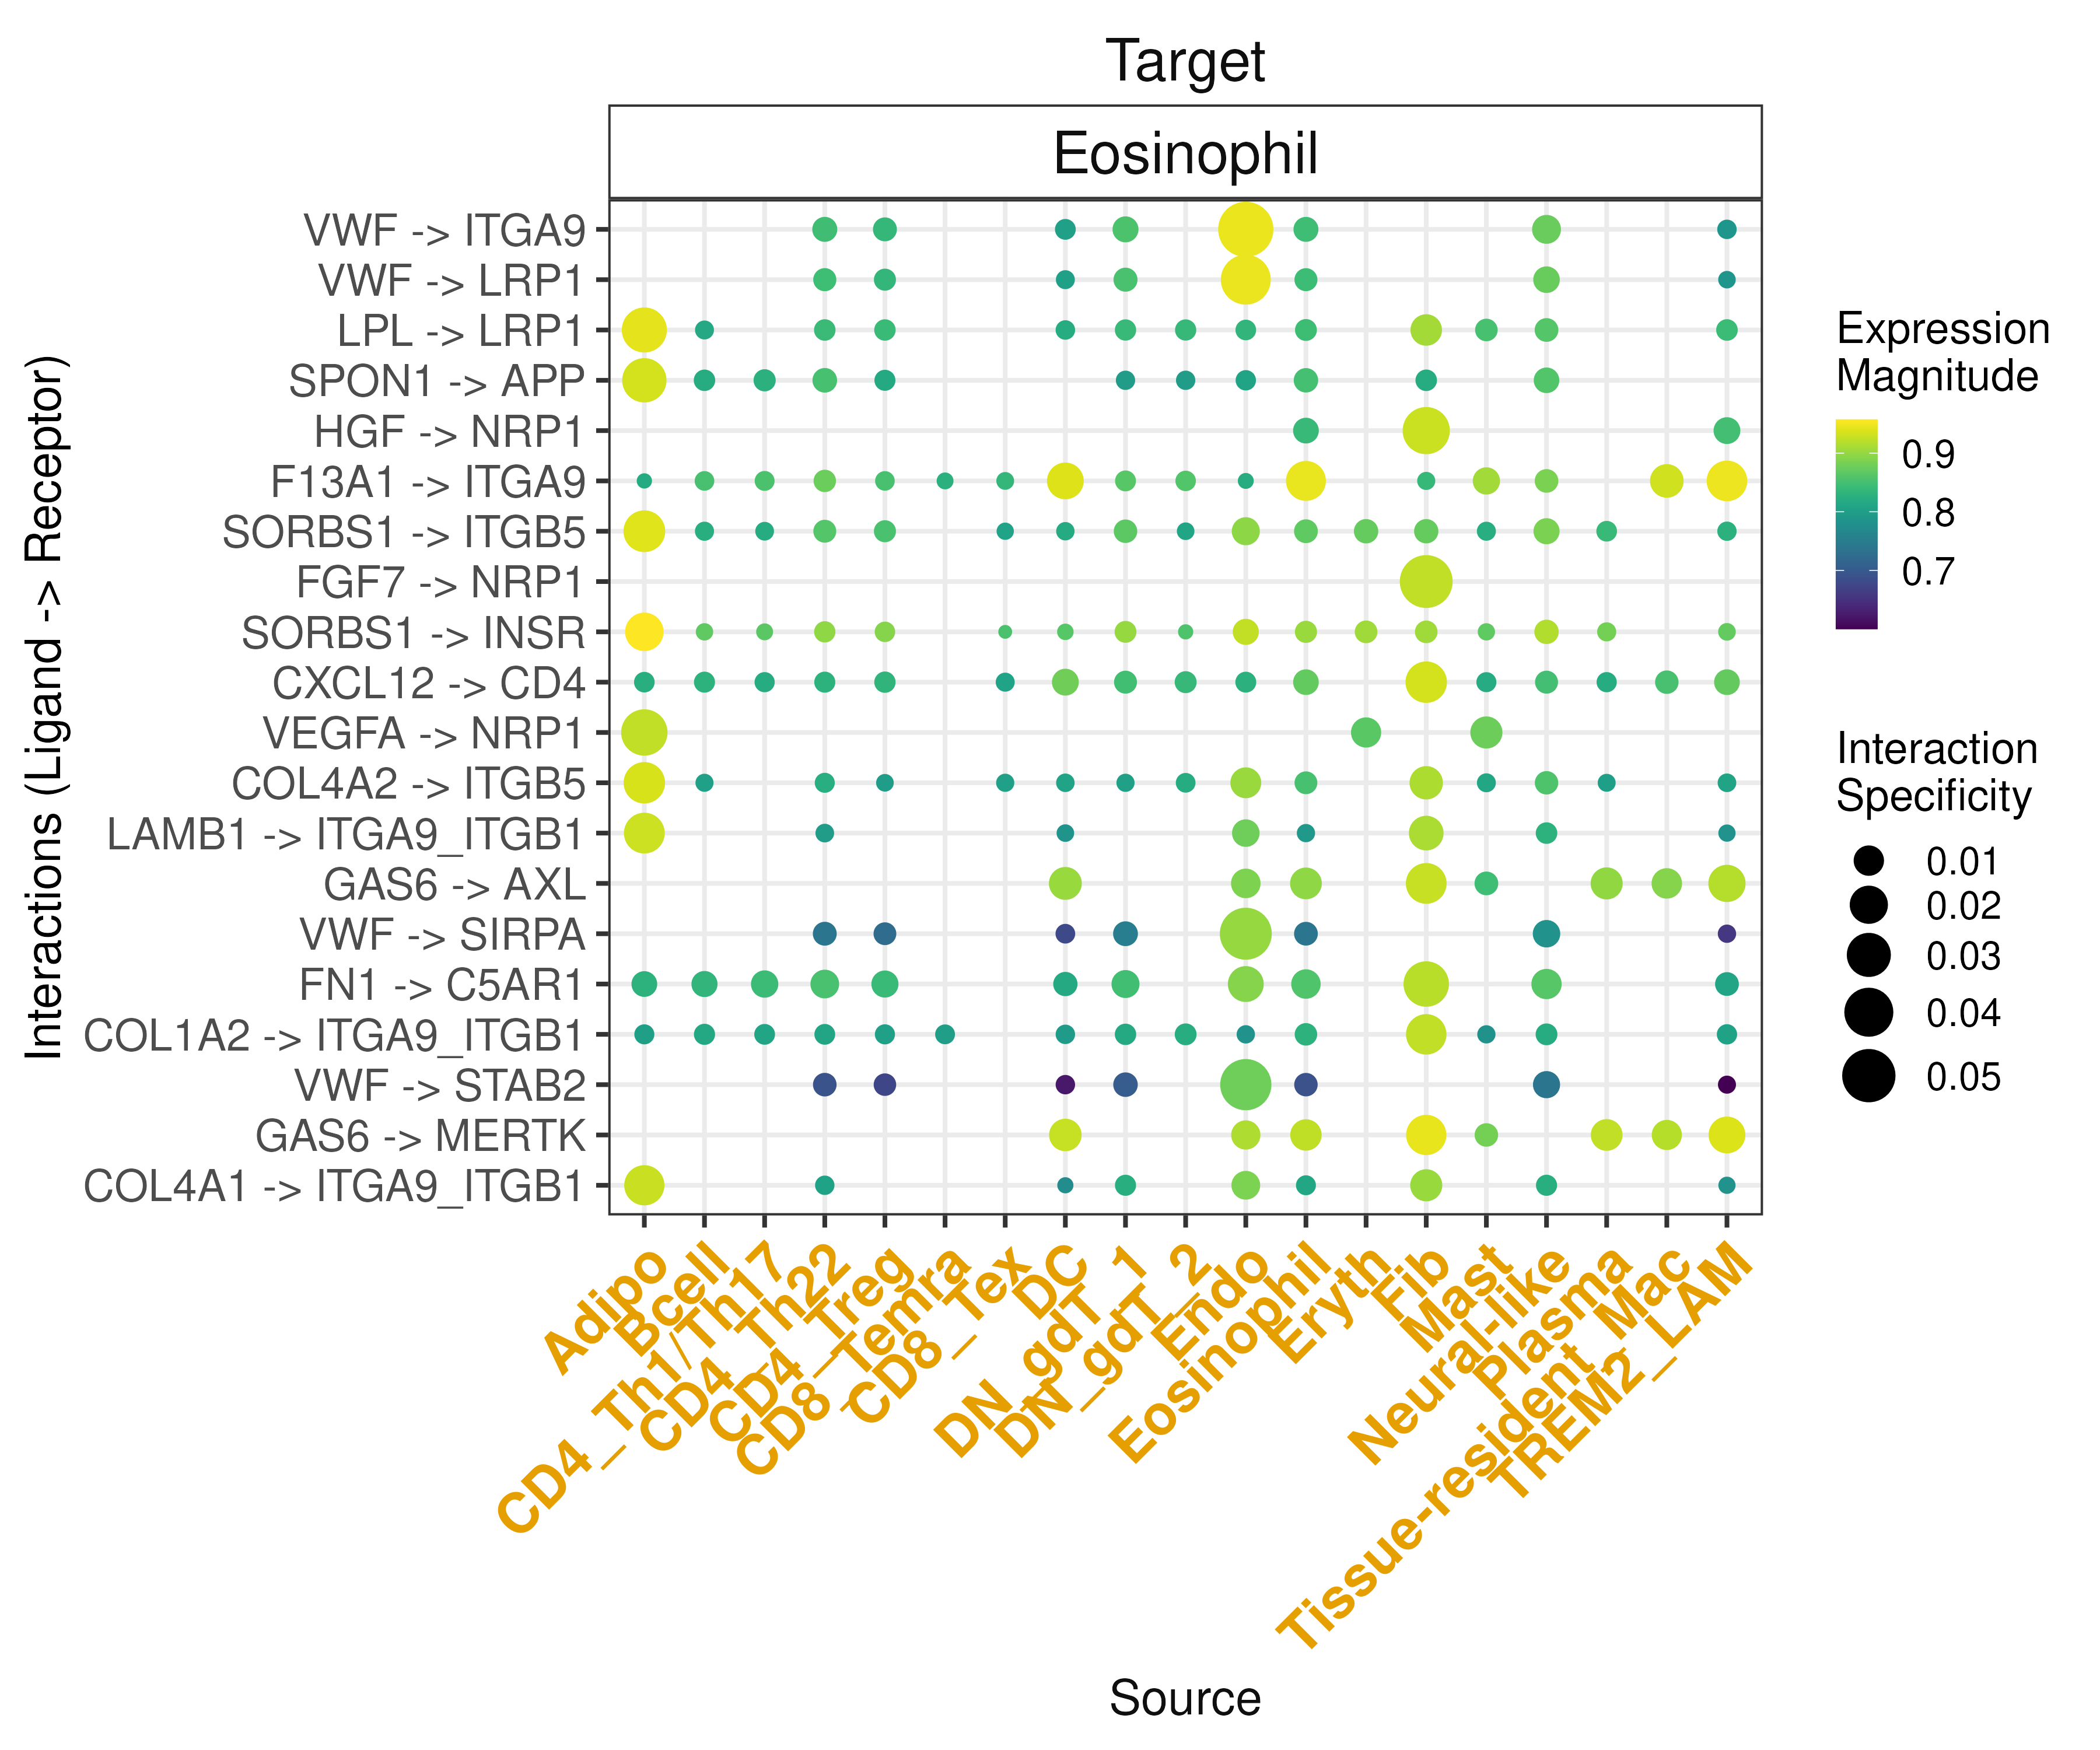 Target
Eosinophil
Interactions (Ligand -> Receptor)
VWF -> ITGA9
VWF -> LRP1
LPL -> LRP1
SPON1 -> APP
HGF -> NRP1
F13A1 -> ITGA9
SORBS1 -> ITGB5
FGF7 -> NRP1
SORBS1 -> INSR
CXCL12 -> CD4
VEGFA -> NRP1
COL4A2 -> ITGB5
LAMB1 -> ITGA9_ITGB1
GAS6 -> AXL
VWF -> SIRPA
FN1 -> C5AR1
COL1A2 -> ITGA9_ITGB1
VWF -> STAB2
GAS6 -> MERTK
COL4A1 -> ITGA9_ITGB1
Adipo
Bcell
CD4_Th1/Th17
CD4_Th22
CD4_Treg
CD8_Temra
CD8_Tex
DC
DN_gdT_1
DN_gdT_2
Endo
Eosinophil
Eryth
Fib
Mast
Neural-like
Plasma
Tissue-resident_Mac
TREM2_LAM
Source
Expression
Magnitude
0.9
0.8
0.7
Interaction
Specificity
0.01
0.02
0.03
0.04
0.05